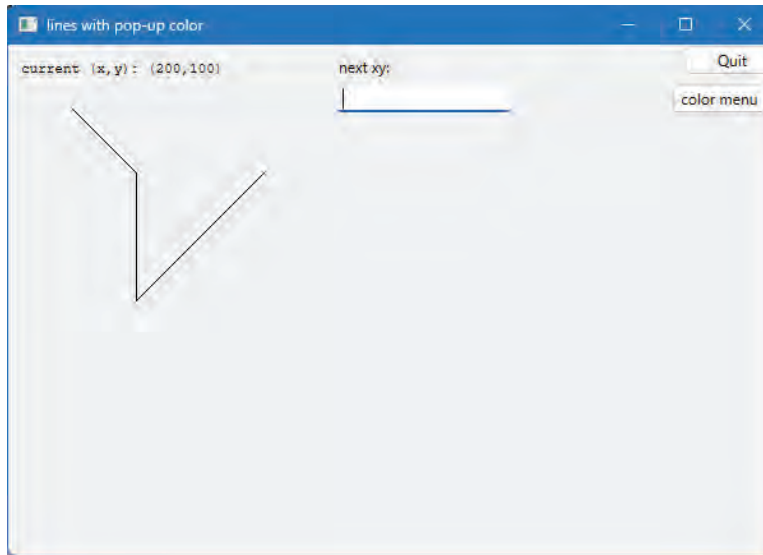 lines with pop-up color
current (x,y): (200,100)
next xy:
Quit
color menu